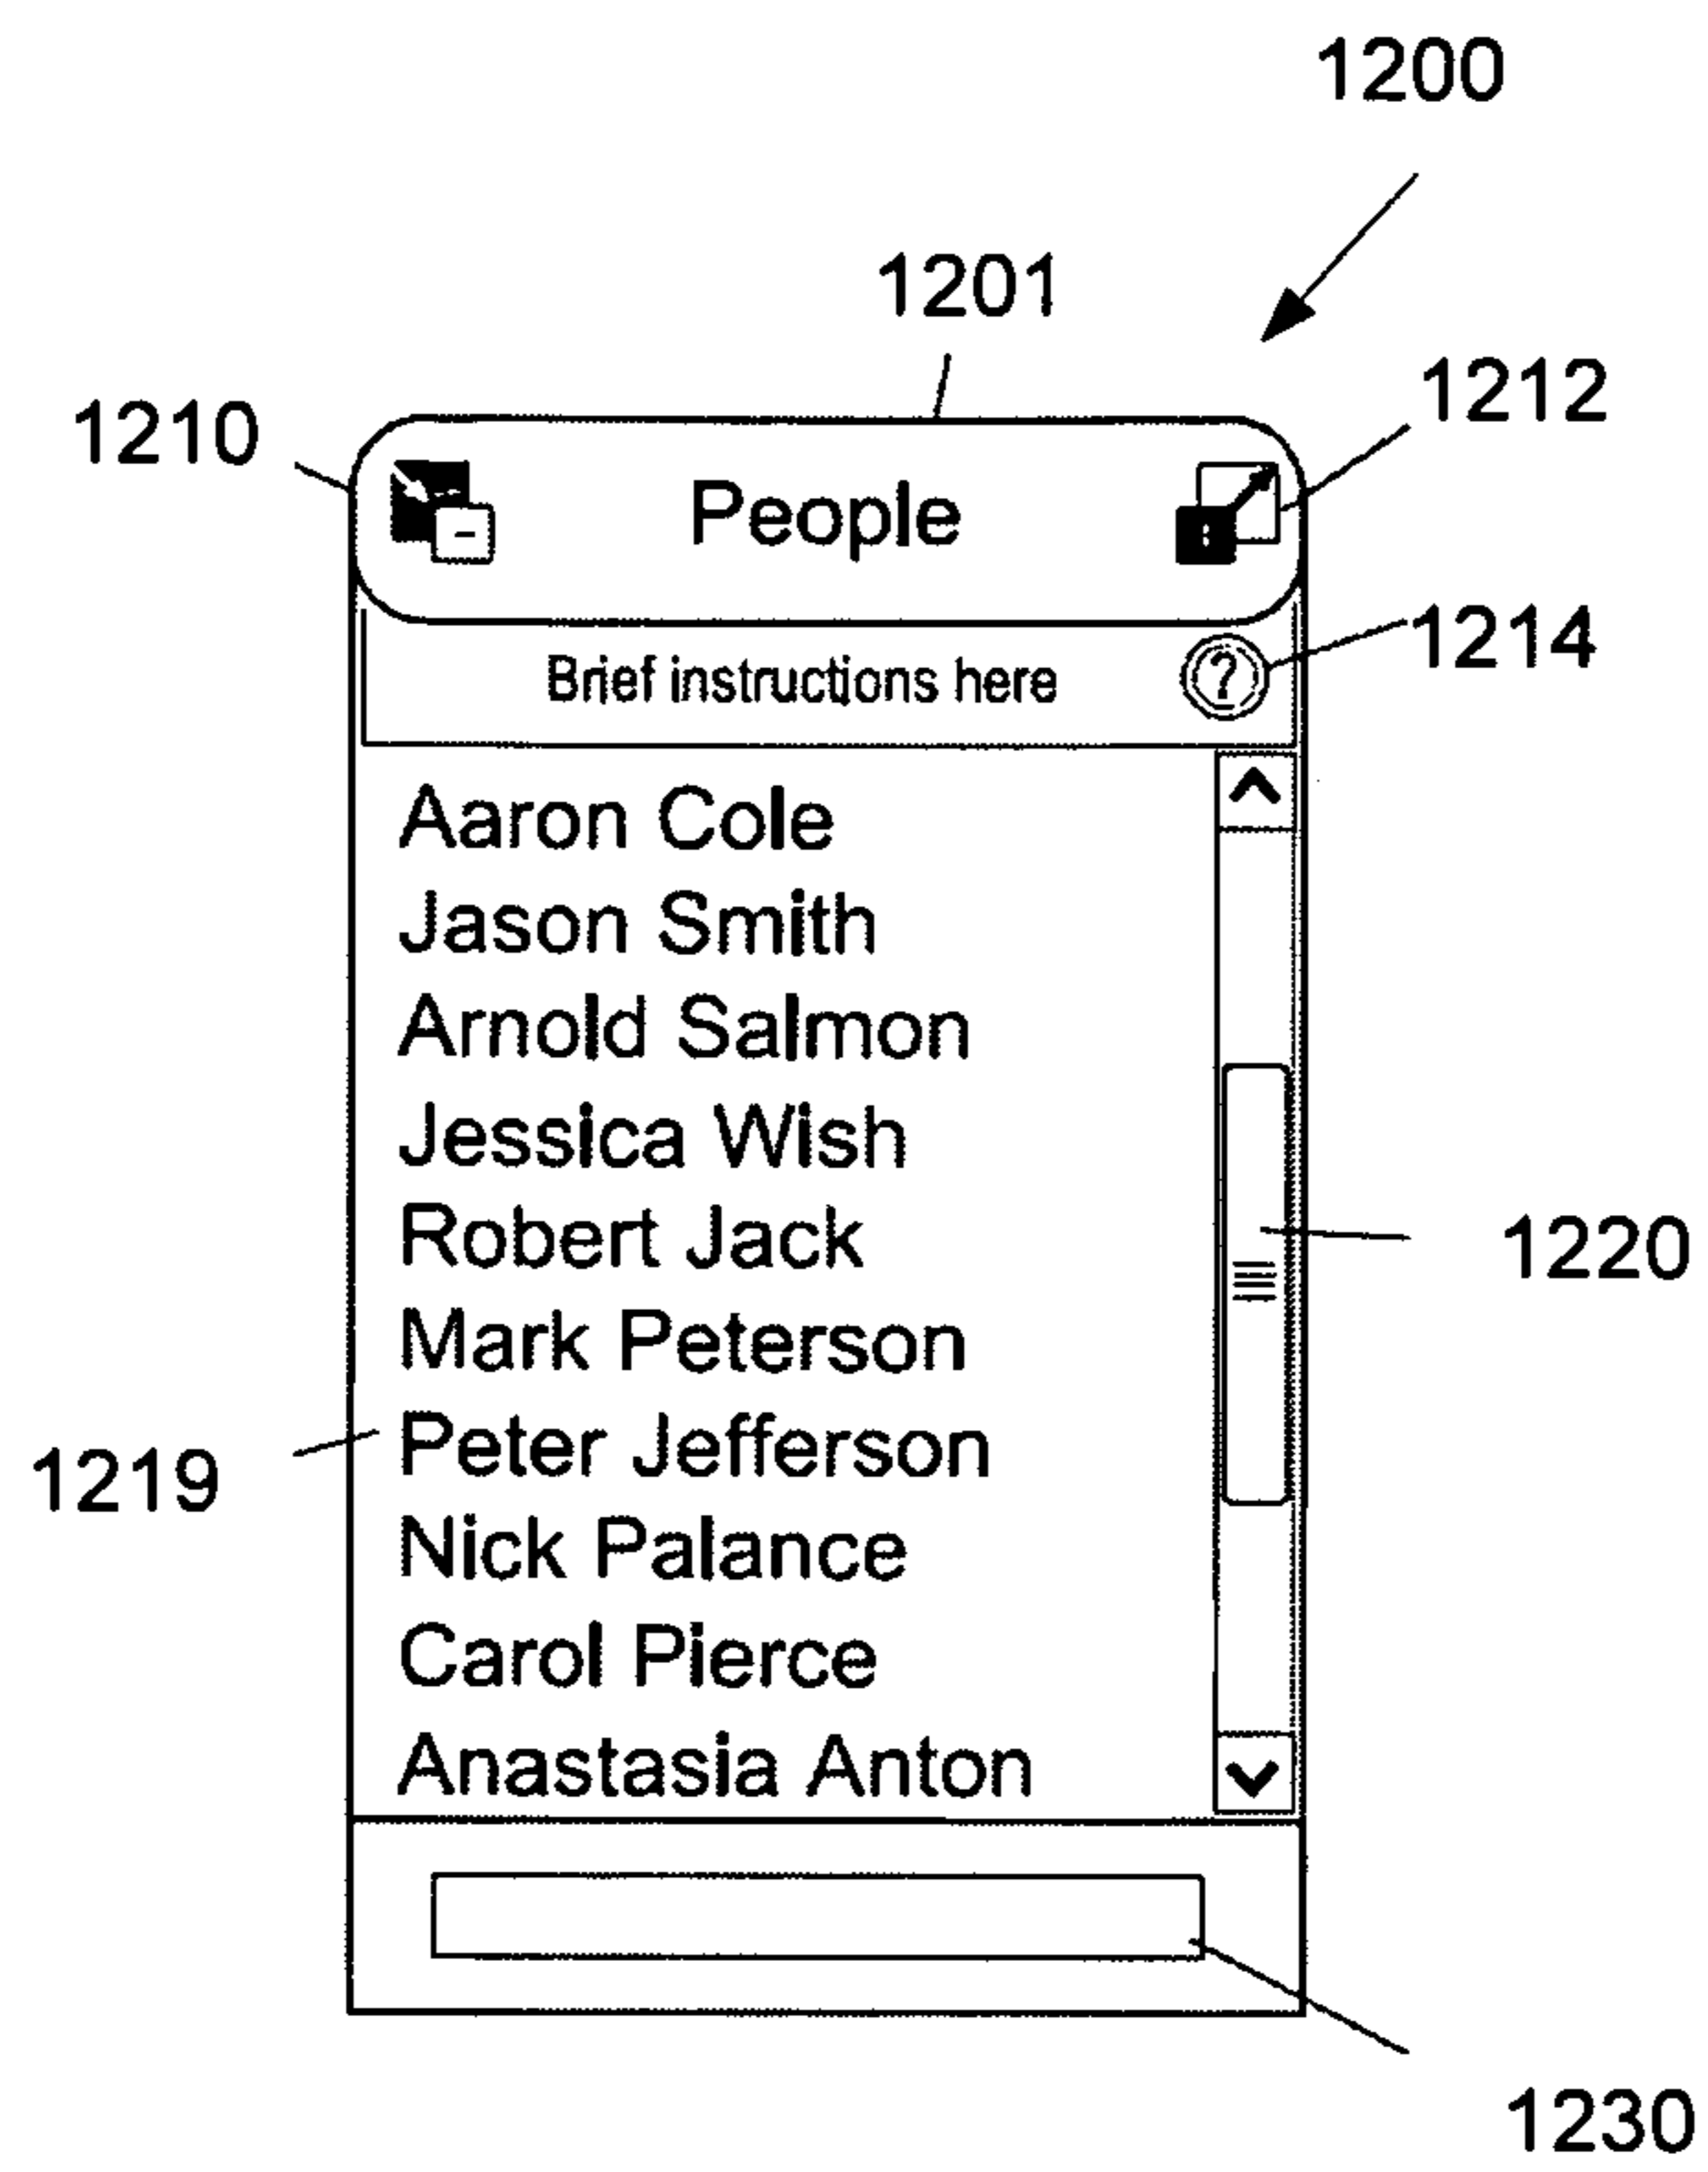 1200
1201
1212
1210
People
1214
Brief instructions here
?
Aaron Cole
Jason Smith
Arnold Salmon
Jessica Wish
Robert Jack
1220
Mark Peterson
Peter Jefferson
1219
Nick Palance
Carol Pierce
Anastasia Anton
1230